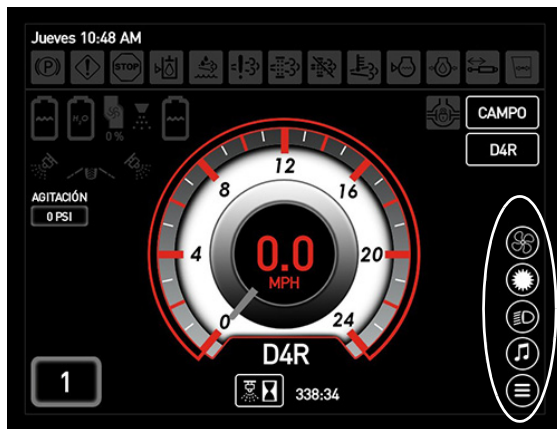 Jueves 10:48 AM
(P)
STOP
H₂O
0 %
CAMPO
D4R
AGITACIÓN
0 PSI
0
4
8
12
16
20
24
0.0
MPH
D4R
1
338:34